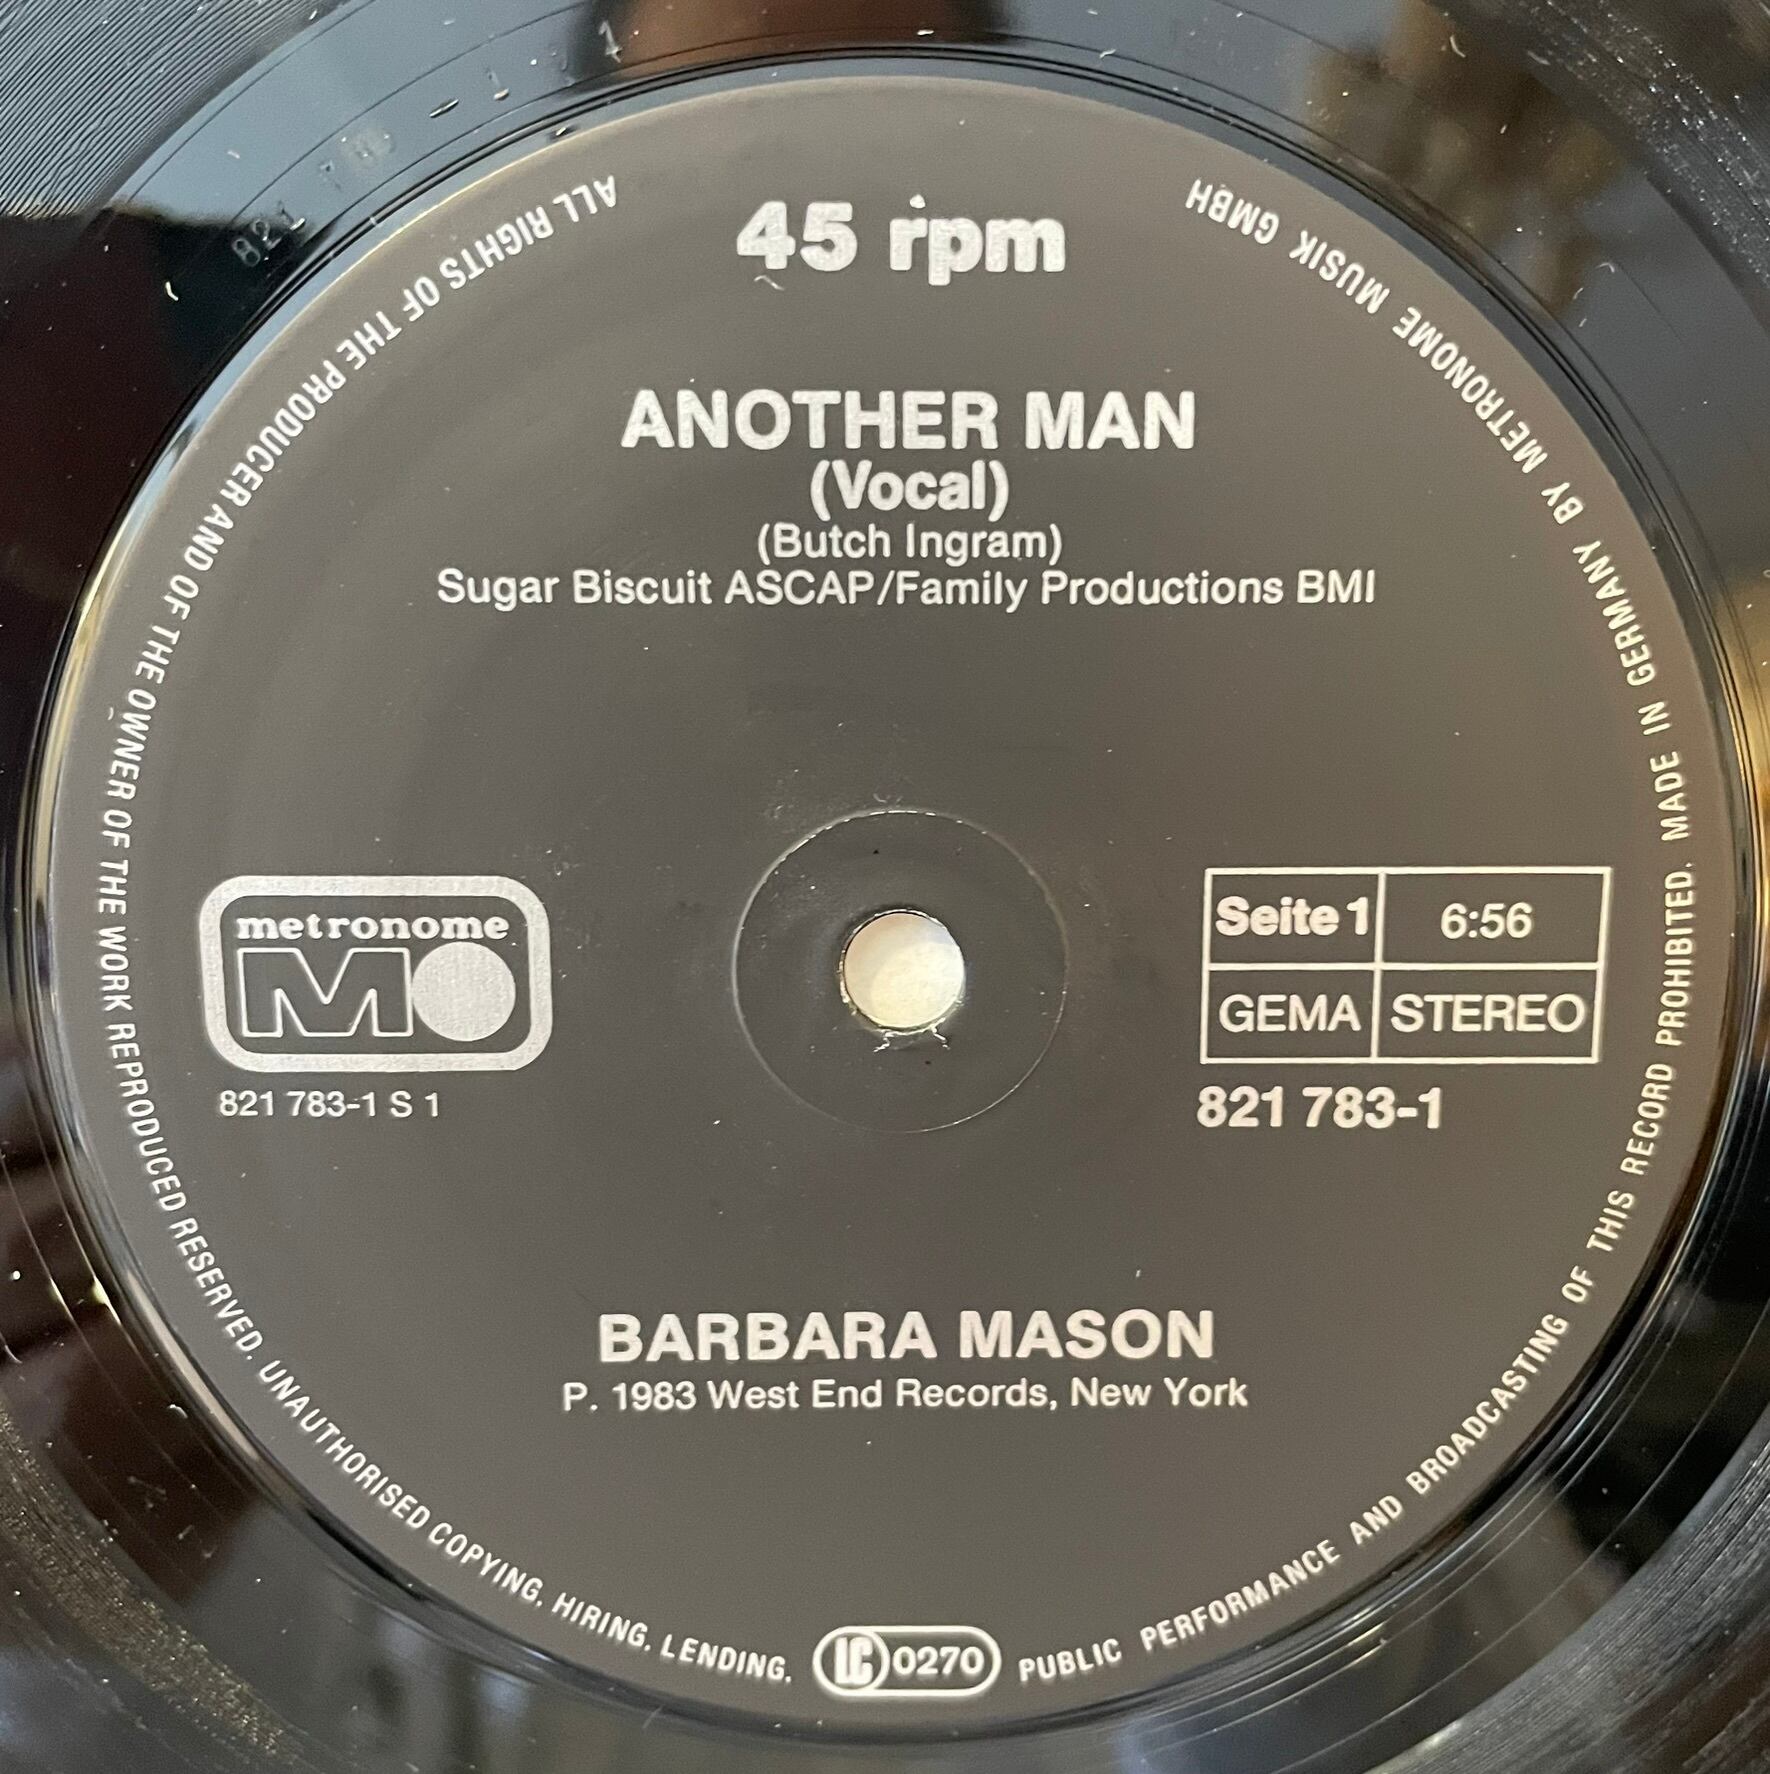 45 rpm
ANOTHER MAN
(Vocal)
(Butch Ingram)
Sugar Biscuit ASCAP/Family Productions BMI
metronome
MO
821 783-1 S 1
Seite 1
6:56
GEMA
STEREO
821 783-1
BARBARA MASON
P. 1983 West End Records, New York
ALL RIGHTS OF THE PRODUCER AND OF THE OWNER OF THE WORK REPRODUCED RESERVED. UNAUTHORISED COPYING, HIRING, LENDING,
LC 0270
PUBLIC PERFORMANCE AND BROADCASTING OF THIS RECORD PROHIBITED. MADE IN GERMANY BY METRONOME MUSIK GMBH
821